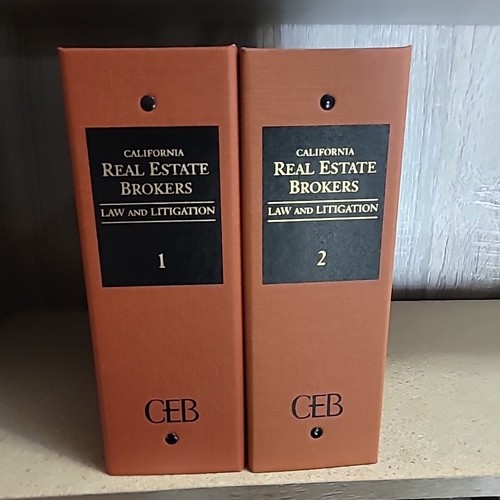 CALIFORNIA
REAL ESTATE
BROKERS
LAW AND LITIGATION
1
CEB
CALIFORNIA
REAL ESTATE
BROKERS
LAW AND LITIGATION
2
CEB